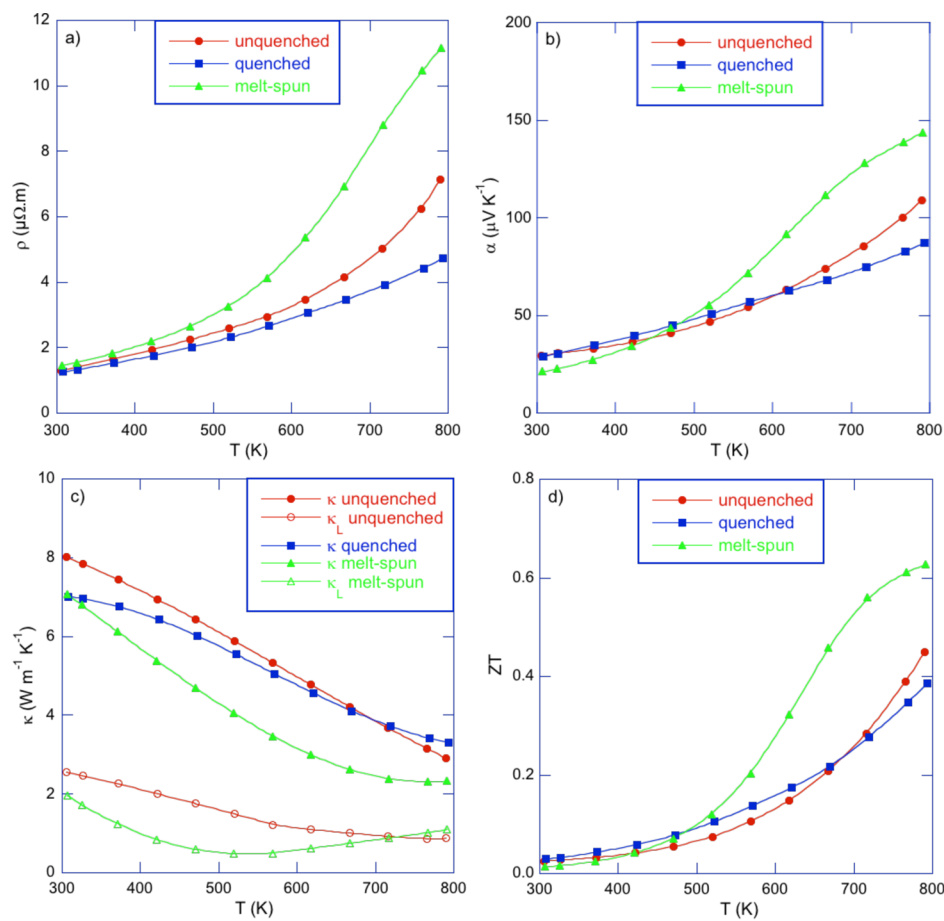 a)
unquenched
quenched
melt-spun
12
10
8
6
4
2
0
ρ (µΩ.m)
300 400 500 600 700 800
T (K)
b)
unquenched
quenched
melt-spun
200
150
100
50
0
α (µV K⁻¹)
300 400 500 600 700 800
T (K)
c)
κ unquenched
κ_L unquenched
κ quenched
κ melt-spun
κ_L melt-spun
10
8
6
4
2
0
κ (W m⁻¹ K⁻¹)
300 400 500 600 700 800
T (K)
d)
unquenched
quenched
melt-spun
0.8
0.6
0.4
0.2
0.0
ZT
300 400 500 600 700 800
T (K)